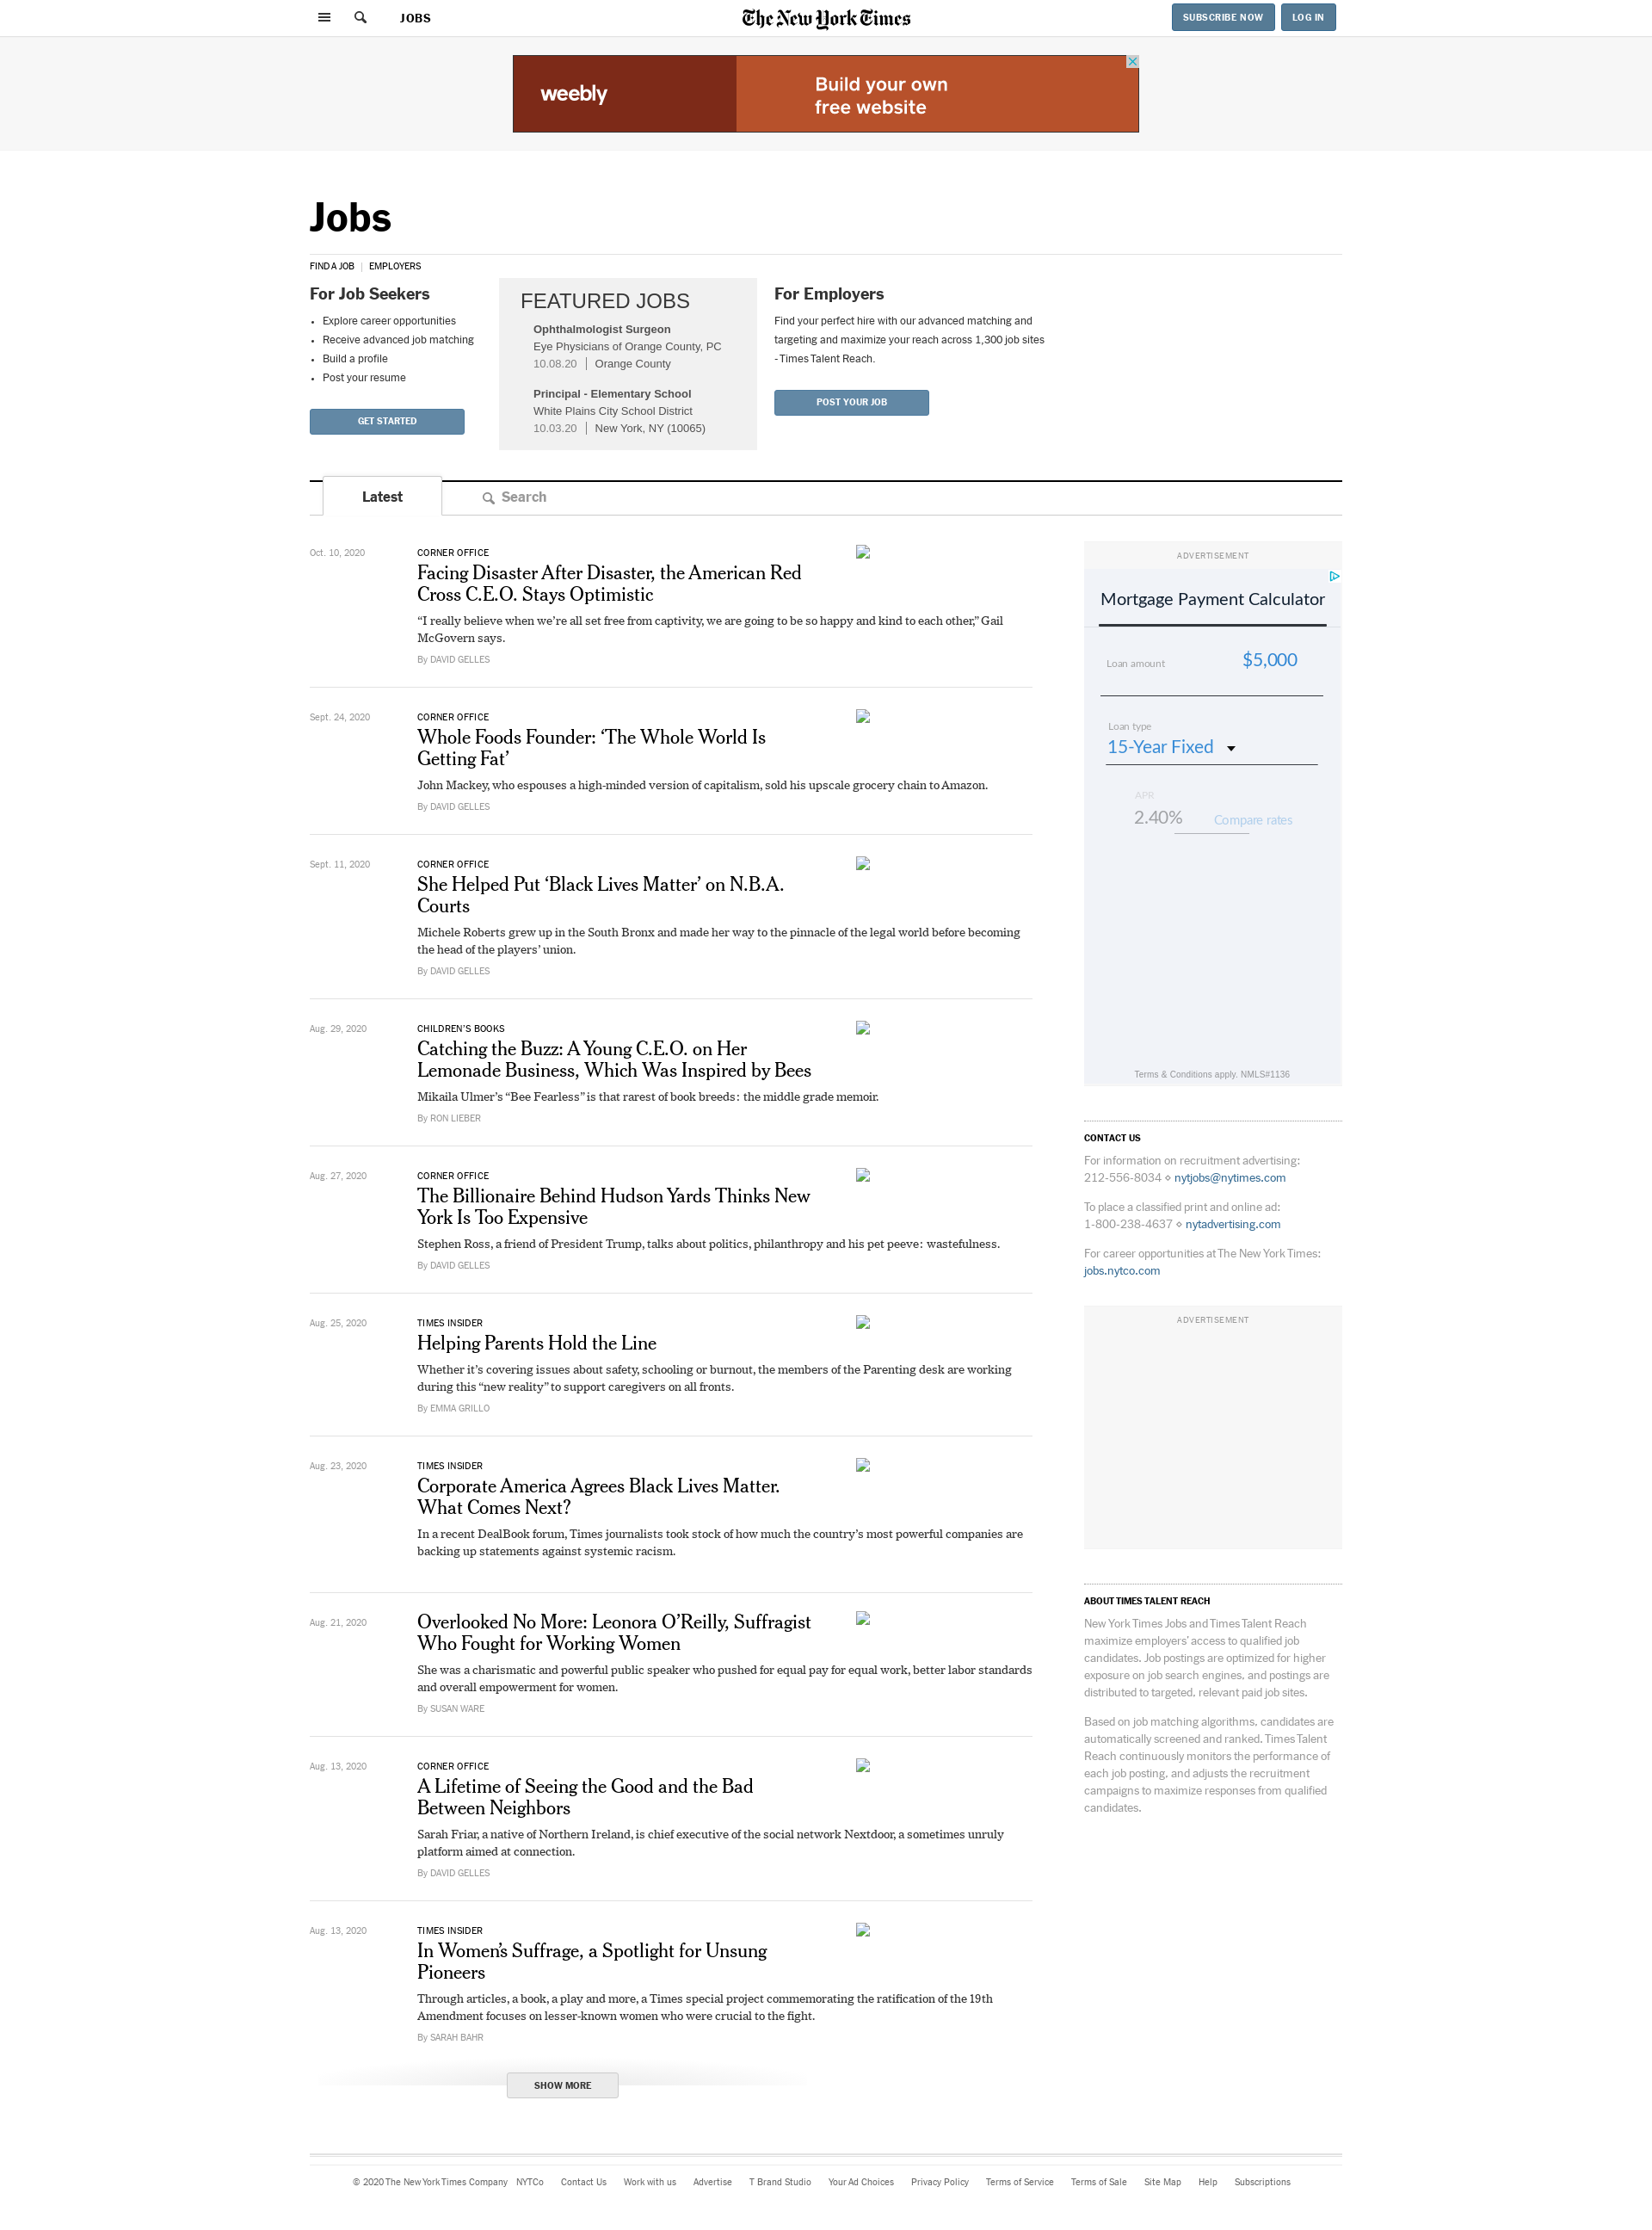 JOBS
The New York Times
SUBSCRIBE NOW
LOG IN
weebly
Build your own
free website
Jobs
FIND A JOB | EMPLOYERS
For Job Seekers
• Explore career opportunities
• Receive advanced job matching
• Build a profile
• Post your resume
GET STARTED
FEATURED JOBS
Ophthalmologist Surgeon
Eye Physicians of Orange County, PC
10.08.20 | Orange County
Principal - Elementary School
White Plains City School District
10.03.20 | New York, NY (10065)
For Employers
Find your perfect hire with our advanced matching and
targeting and maximize your reach across 1,300 job sites
- Times Talent Reach.
POST YOUR JOB
Latest
Search
Oct. 10, 2020
CORNER OFFICE
Facing Disaster After Disaster, the American Red
Cross C.E.O. Stays Optimistic
“I really believe when we’re all set free from captivity, we are going to be so happy and kind to each other,” Gail
McGovern says.
By DAVID GELLES
Sept. 24, 2020
CORNER OFFICE
Whole Foods Founder: ‘The Whole World Is
Getting Fat’
John Mackey, who espouses a high-minded version of capitalism, sold his upscale grocery chain to Amazon.
By DAVID GELLES
Sept. 11, 2020
CORNER OFFICE
She Helped Put ‘Black Lives Matter’ on N.B.A.
Courts
Michele Roberts grew up in the South Bronx and made her way to the pinnacle of the legal world before becoming
the head of the players’ union.
By DAVID GELLES
Aug. 29, 2020
CHILDREN’S BOOKS
Catching the Buzz: A Young C.E.O. on Her
Lemonade Business, Which Was Inspired by Bees
Mikaila Ulmer’s “Bee Fearless” is that rarest of book breeds: the middle grade memoir.
By RON LIEBER
Aug. 27, 2020
CORNER OFFICE
The Billionaire Behind Hudson Yards Thinks New
York Is Too Expensive
Stephen Ross, a friend of President Trump, talks about politics, philanthropy and his pet peeve: wastefulness.
By DAVID GELLES
Aug. 25, 2020
TIMES INSIDER
Helping Parents Hold the Line
Whether it’s covering issues about safety, schooling or burnout, the members of the Parenting desk are working
during this “new reality” to support caregivers on all fronts.
By EMMA GRILLO
Aug. 23, 2020
TIMES INSIDER
Corporate America Agrees Black Lives Matter.
What Comes Next?
In a recent DealBook forum, Times journalists took stock of how much the country’s most powerful companies are
backing up statements against systemic racism.
Aug. 21, 2020
Overlooked No More: Leonora O’Reilly, Suffragist
Who Fought for Working Women
She was a charismatic and powerful public speaker who pushed for equal pay for equal work, better labor standards
and overall empowerment for women.
By SUSAN WARE
Aug. 13, 2020
CORNER OFFICE
A Lifetime of Seeing the Good and the Bad
Between Neighbors
Sarah Friar, a native of Northern Ireland, is chief executive of the social network Nextdoor, a sometimes unruly
platform aimed at connection.
By DAVID GELLES
Aug. 13, 2020
TIMES INSIDER
In Women’s Suffrage, a Spotlight for Unsung
Pioneers
Through articles, a book, a play and more, a Times special project commemorating the ratification of the 19th
Amendment focuses on lesser-known women who were crucial to the fight.
By SARAH BAHR
SHOW MORE
ADVERTISEMENT
Mortgage Payment Calculator
Loan amount
$5,000
Loan type
15-Year Fixed
APR
2.40%
Compare rates
Terms & Conditions apply. NMLS#1136
CONTACT US
For information on recruitment advertising:
212-556-8034 ⋄ nytjobs@nytimes.com
To place a classified print and online ad:
1-800-238-4637 ⋄ nytadvertising.com
For career opportunities at The New York Times:
jobs.nytco.com
ADVERTISEMENT
ABOUT TIMES TALENT REACH
New York Times Jobs and Times Talent Reach
maximize employers’ access to qualified job
candidates. Job postings are optimized for higher
exposure on job search engines, and postings are
distributed to targeted, relevant paid job sites.
Based on job matching algorithms, candidates are
automatically screened and ranked. Times Talent
Reach continuously monitors the performance of
each job posting, and adjusts the recruitment
campaigns to maximize responses from qualified
candidates.
© 2020 The New York Times Company NYTCo Contact Us Work with us Advertise T Brand Studio Your Ad Choices Privacy Policy Terms of Service Terms of Sale Site Map Help Subscriptions